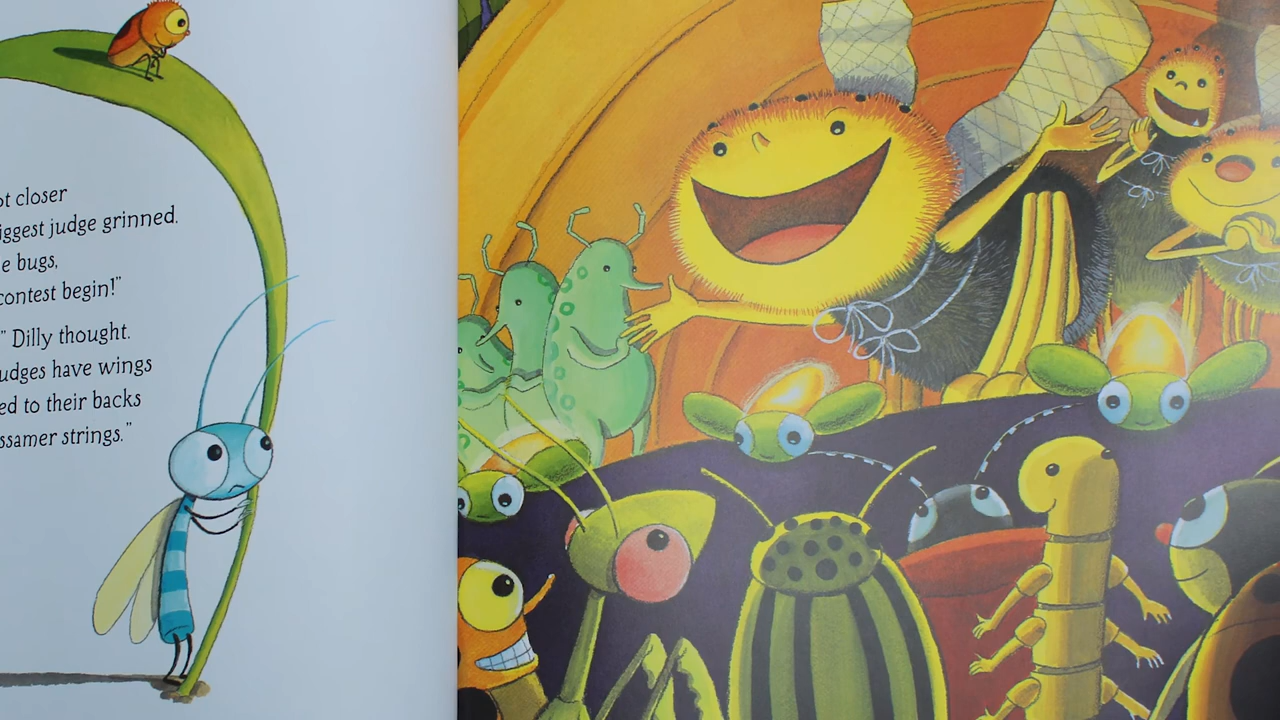 ot closer
iggest judge grinned.
e bugs,
contest begin!"
" Dilly thought.
udges have wings
ed to their backs
ssamer strings."